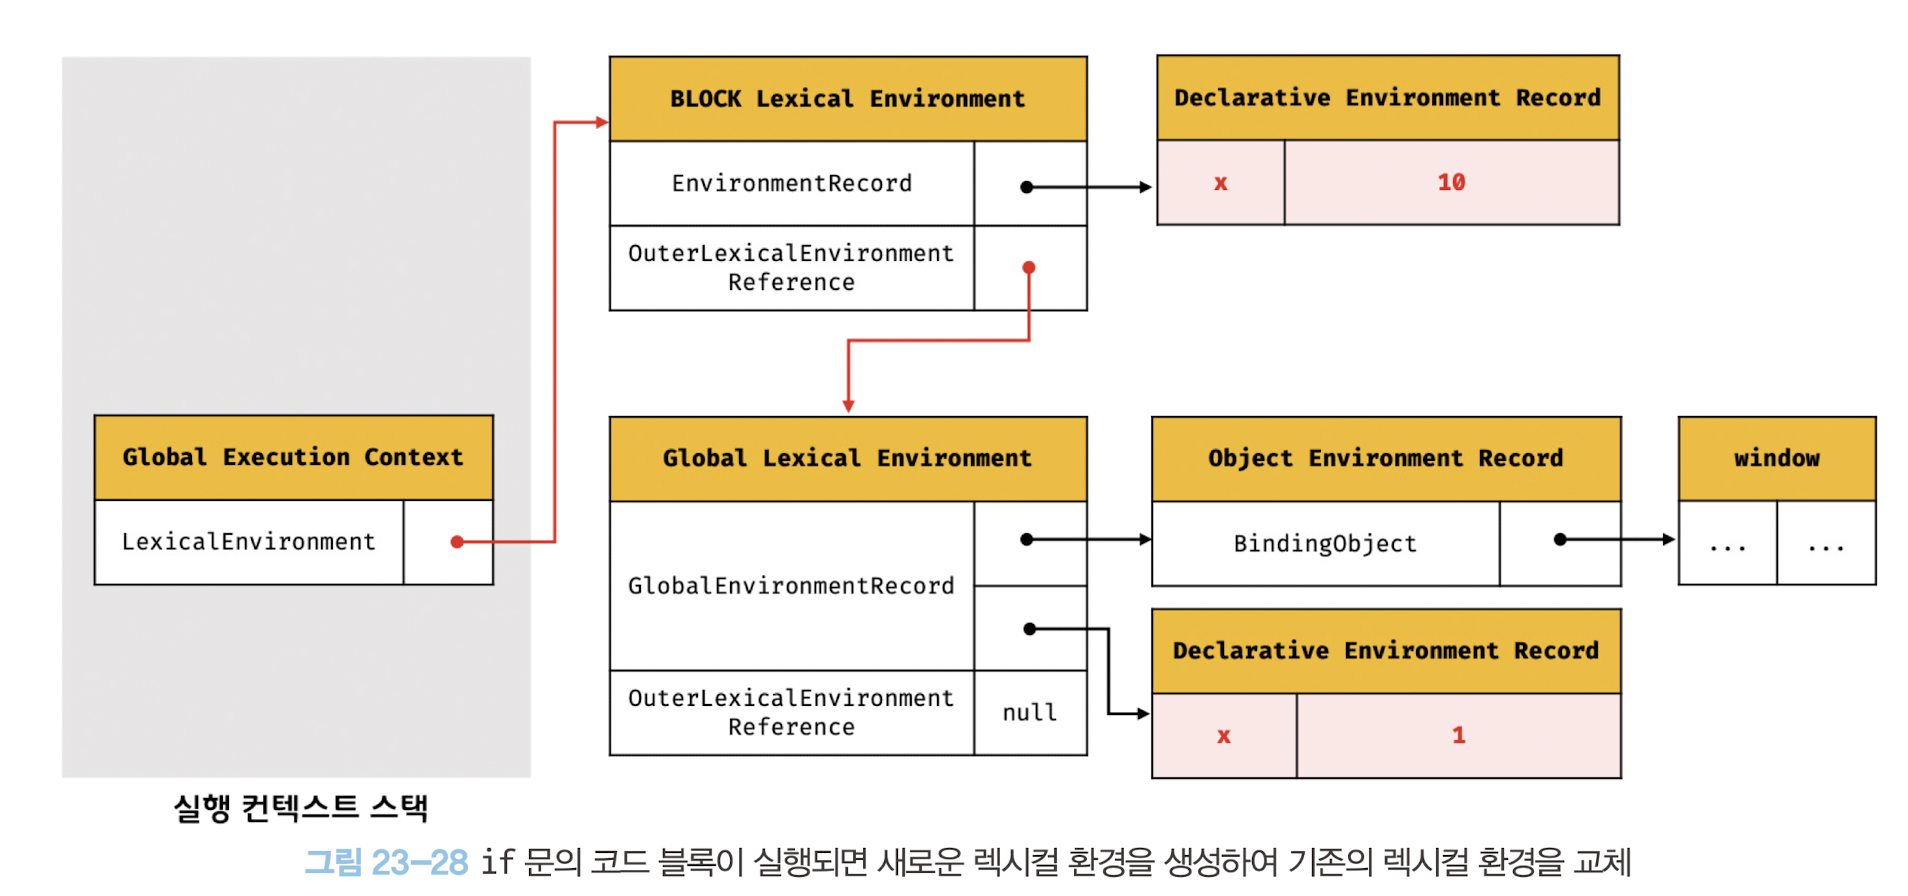 BLOCK Lexical Environment
EnvironmentRecord
OuterLexicalEnvironment
Reference
Declarative Environment Record
x 10
Global Execution Context
LexicalEnvironment
Global Lexical Environment
GlobalEnvironmentRecord
OuterLexicalEnvironment
Reference
null
Object Environment Record
BindingObject
window
... ...
Declarative Environment Record
x 1
실행 컨텍스트 스택
그림 23-28 if 문의 코드 블록이 실행되면 새로운 렉시컬 환경을 생성하여 기존의 렉시컬 환경을 교체